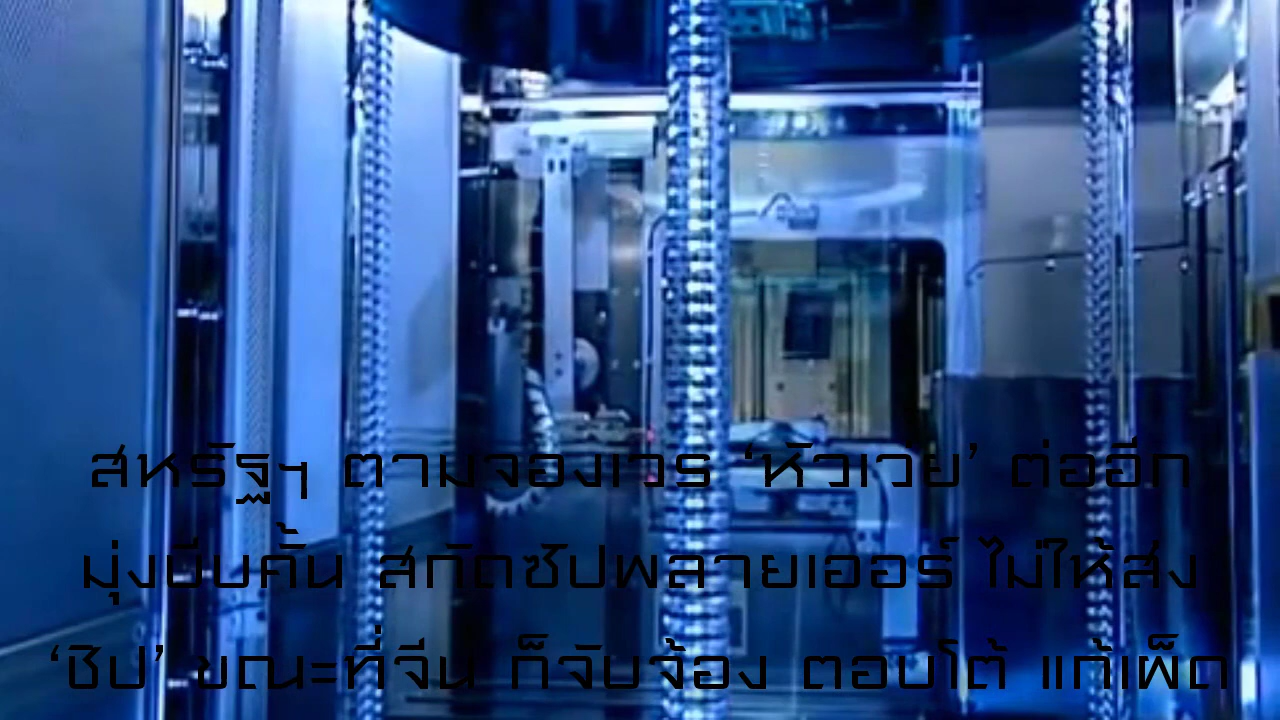 สหรัฐฯ ตามจองเวร ‘หัวเว่ย’ ต่ออีก
มุ่งบีบคั้น สกัดซัปพลายเออร์ ไม่ให้ส่ง
‘ชิป’ ขณะที่จีน ก็จับจ้อง ตอบโต้ แก้เผ็ด